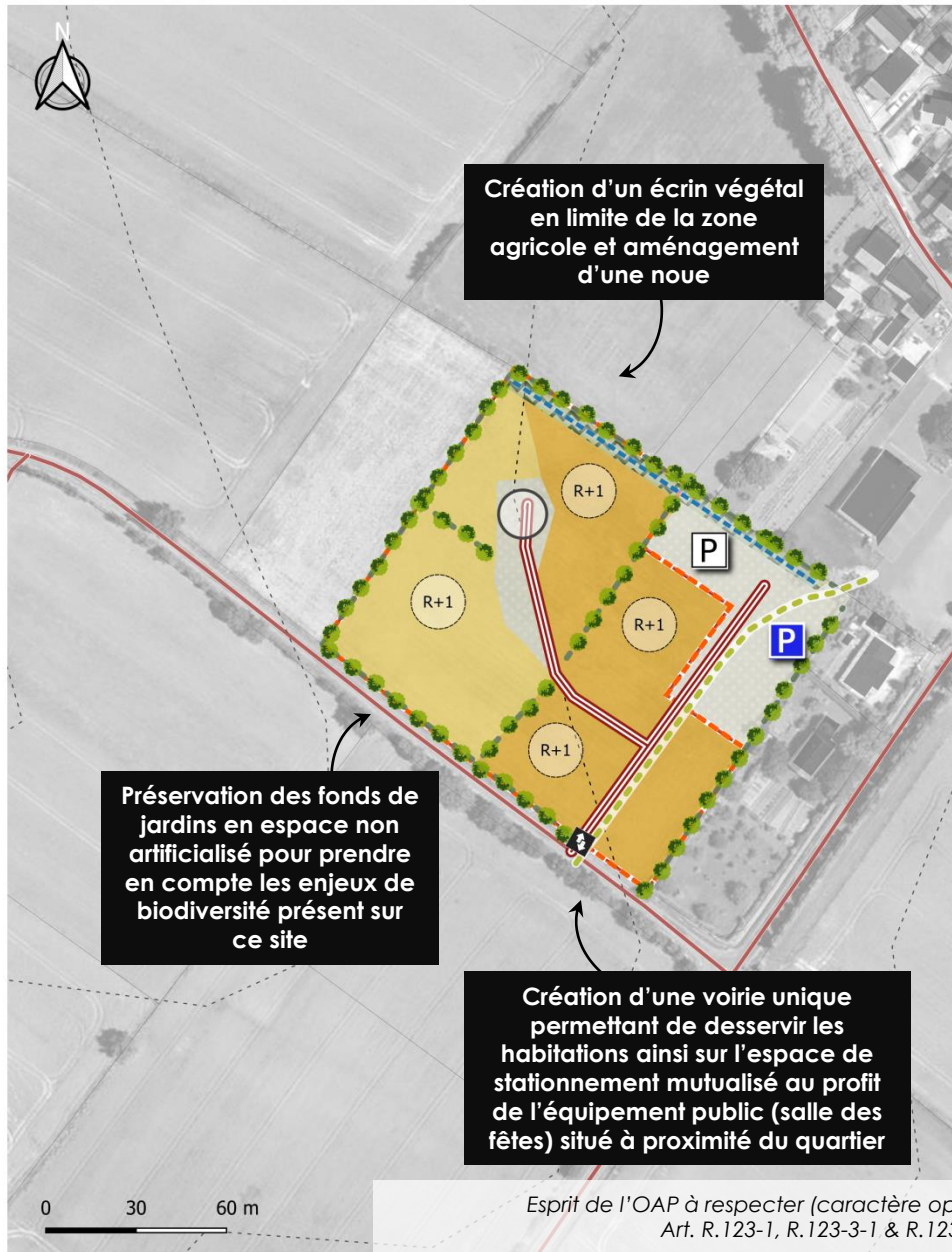 N
Création d'un écrin végétal
en limite de la zone
agricole et aménagement
d'une noue
R+1
P
R+1
R+1
P
R+1
Préservation des fonds de
jardins en espace non
artificialisé pour prendre
en compte les enjeux de
biodiversité présent sur
ce site
Création d'une voirie unique
permettant de desservir les
habitations ainsi sur l'espace de
stationnement mutualisé au profit
de l'équipement public (salle des
fêtes) situé à proximité du quartier
0 30 60 m
Esprit de l'OAP à respecter (caractère op
Art. R.123-1, R.123-3-1 & R.123